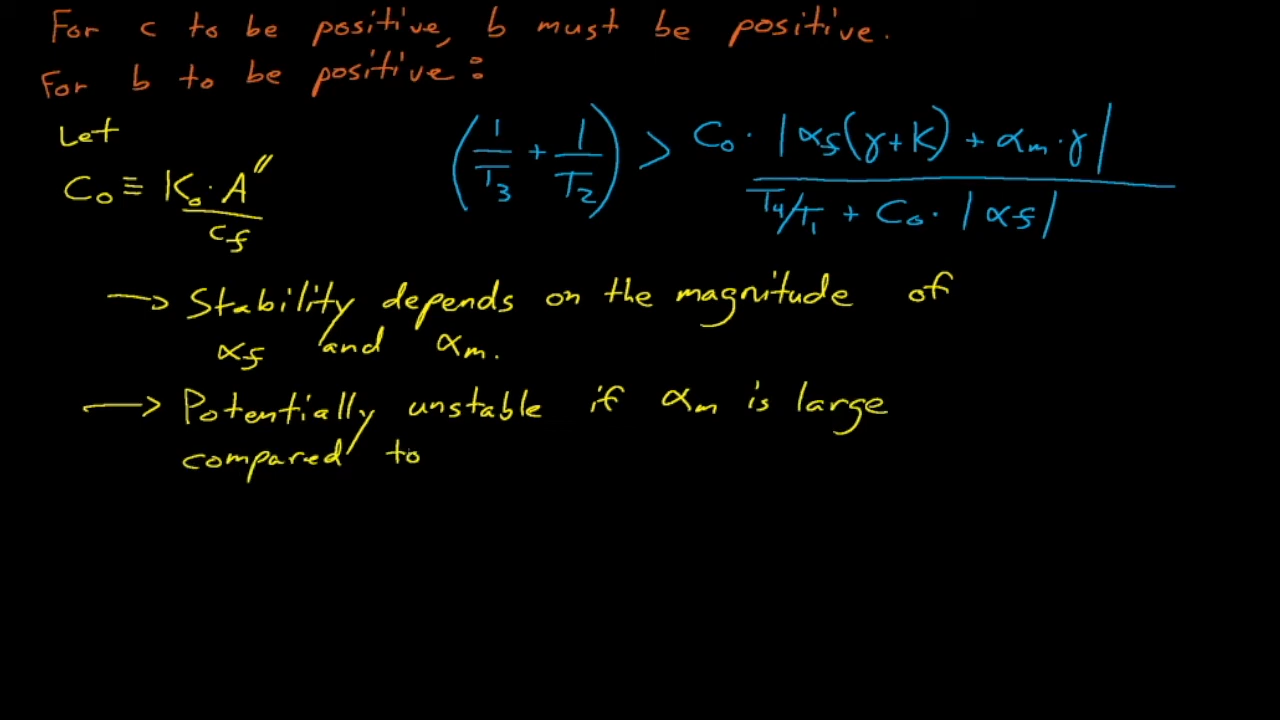 For c to be positive, b must be positive.
For b to be positive:
Let
C₀ ≡ K₀·A″/cf
(1/T₃ + 1/T₂) > C₀·|αf(γ+K) + αm·γ| / (T₄/T₁ + C₀·|αf|)
→ Stability depends on the magnitude of
αf and αm.
→ Potentially unstable if αm is large
compared to